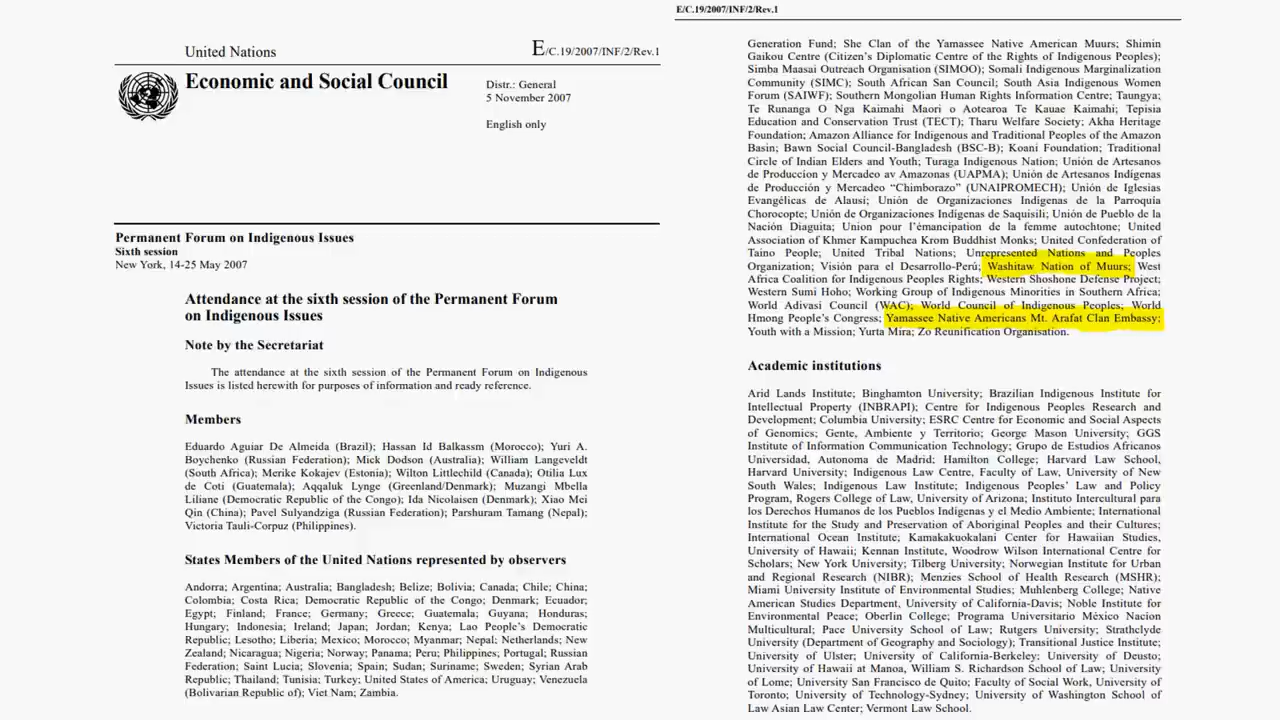 United Nations
E/C.19/2007/INF/2/Rev.1
Economic and Social Council
Distr.: General
5 November 2007
English only
Permanent Forum on Indigenous Issues
Sixth session
New York, 14-25 May 2007
Attendance at the sixth session of the Permanent Forum
on Indigenous Issues
Note by the Secretariat
The attendance at the sixth session of the Permanent Forum on Indigenous
Issues is listed herewith for purposes of information and ready reference.
Members
Eduardo Aguiar De Almeida (Brazil); Hassan Id Balkassm (Morocco); Yuri A.
Boychenko (Russian Federation); Mick Dodson (Australia); William Langeveldt
(South Africa); Merike Kokajev (Estonia); Wilton Littlechild (Canada); Otilia Lux
de Coti (Guatemala); Aqqaluk Lynge (Greenland/Denmark); Muzangi Mbella
Liliane (Democratic Republic of the Congo); Ida Nicolaisen (Denmark); Xiao Mei
Qin (China); Pavel Sulyandziga (Russian Federation); Parshuram Tamang (Nepal);
Victoria Tauli-Corpuz (Philippines).
States Members of the United Nations represented by observers
Andorra; Argentina; Australia; Bangladesh; Belize; Bolivia; Canada; Chile; China;
Colombia; Costa Rica; Democratic Republic of the Congo; Denmark; Ecuador;
Egypt; Finland; France; Germany; Greece; Guatemala; Guyana; Honduras;
Hungary; Indonesia; Ireland; Japan; Jordan; Kenya; Lao People's Democratic
Republic; Lesotho; Liberia; Mexico; Morocco; Myanmar; Nepal; Netherlands; New
Zealand; Nicaragua; Nigeria; Norway; Panama; Peru; Philippines; Portugal; Russian
Federation; Saint Lucia; Slovenia; Spain; Sudan; Suriname; Sweden; Syrian Arab
Republic; Thailand; Tunisia; Turkey; United States of America; Uruguay; Venezuela
(Bolivarian Republic of); Viet Nam; Zambia.
E/C.19/2007/INF/2/Rev.1
Generation Fund; She Clan of the Yamassee Native American Muurs; Shimin
Gaikou Centre (Citizen's Diplomatic Centre of the Rights of Indigenous Peoples);
Simba Maasai Outreach Organisation (SIMOO); Somali Indigenous Marginalization
Community (SIMC); South African San Council; South Asia Indigenous Women
Forum (SAIWF); Southern Mongolian Human Rights Information Centre; Taungya;
Te Runanga O Nga Kaimahi Maori o Aotearoa Te Kauae Kaimahi; Tepisia
Education and Conservation Trust (TECT); Tharu Welfare Society; Akha Heritage
Foundation; Amazon Alliance for Indigenous and Traditional Peoples of the Amazon
Basin; Bawn Social Council-Bangladesh (BSC-B); Koani Foundation; Traditional
Circle of Indian Elders and Youth; Turaga Indigenous Nation; Unión de Artesanos
de Produccion y Mercadeo av Amazonas (UAPMA); Unión de Artesanos Indígenas
de Producción y Mercadeo “Chimborazo” (UNAIPROMECH); Unión de Iglesias
Evangélicas de Alausi; Unión de Organizaciones Indigenas de la Parroquia
Chorocopte; Unión de Organizaciones Indigenas de Saquisilí; Unión de Pueblo de la
Nación Diaguita; Union pour l'émancipation de la femme autochtone; United
Association of Khmer Kampuchea Krom Buddhist Monks; United Confederation of
Taino People; United Tribal Nations; Unrepresented Nations and Peoples
Organization; Visión para el Desarrollo-Perú; Washitaw Nation of Muurs; West
Africa Coalition for Indigenous Peoples Rights; Western Shoshone Defense Project;
Western Sumi Hoho; Working Group of Indigenous Minorities in Southern Africa;
World Adivasi Council (WAC); World Council of Indigenous Peoples; World
Hmong People's Congress; Yamassee Native Americans Mt. Arafat Clan Embassy;
Youth with a Mission; Yurta Mira; Zo Reunification Organisation.
Academic institutions
Arid Lands Institute; Binghamton University; Brazilian Indigenous Institute for
Intellectual Property (INBRAPI); Centre for Indigenous Peoples Research and
Development; Columbia University; ESRC Centre for Economic and Social Aspects
of Genomics; Gente, Ambiente y Territorio; George Mason University; GGS
Institute of Information Communication Technology; Grupo de Estudios Africanos
Universidad, Autonoma de Madrid; Hamilton College; Harvard Law School,
Harvard University; Indigenous Law Centre, Faculty of Law, University of New
South Wales; Indigenous Law Institute; Indigenous Peoples' Law and Policy
Program, Rogers College of Law, University of Arizona; Instituto Intercultural para
los Derechos Humanos de los Pueblos Indigenas y el Medio Ambiente; International
Institute for the Study and Preservation of Aboriginal Peoples and their Cultures;
International Ocean Institute; Kamakakuokalani Center for Hawaiian Studies,
University of Hawaii; Kennan Institute, Woodrow Wilson International Centre for
Scholars; New York University; Tilberg University; Norwegian Institute for Urban
and Regional Research (NIBR); Menzies School of Health Research (MSHR);
Miami University Institute of Environmental Studies; Muhlenberg College; Native
American Studies Department, University of California-Davis; Noble Institute for
Environmental Peace; Oberlin College; Programa Universitario México Nacion
Multicultural; Pace University School of Law; Rutgers University; Strathclyde
University (Department of Geography and Sociology); Transitional Justice Institute;
University of Ulster; University of California-Berkeley; University of Deusto;
University of Hawaii at Manoa, William S. Richardson School of Law; University
of Lome; University San Francisco de Quito; Faculty of Social Work, University of
Toronto; University of Technology-Sydney; University of Washington School of
Law Asian Law Center; Vermont Law School.